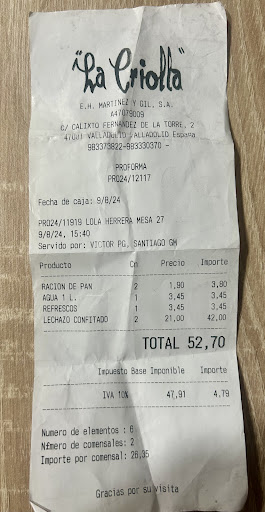 "La Criolla"
E.H. MARTINEZ Y GIL, S.A.
A47079009
C/ CALIXTO FERNANDEZ DE LA TORRE, 2
47001 VALLADOLID VALLADOLID España
983373822-983330370 -
PROFORMA
PRO24/12117
Fecha de caja: 9/8/24
PRO24/11919 LOLA HERRERA MESA 27
9/8/24, 15:40
Servido por: VICTOR PG, SANTIAGO GM
Producto Cn Precio Importe
RACION DE PAN 2 1,90 3,80
AGUA 1 L. 1 3,45 3,45
REFRESCOS 1 3,45 3,45
LECHAZO CONFITADO 2 21,00 42,00
TOTAL 52,70
Impuesto Base Imponible Importe
IVA 10% 47,91 4,79
Numero de elementos : 6
Número de comensales: 2
Importe por comensal: 26,35
Gracias por su visita